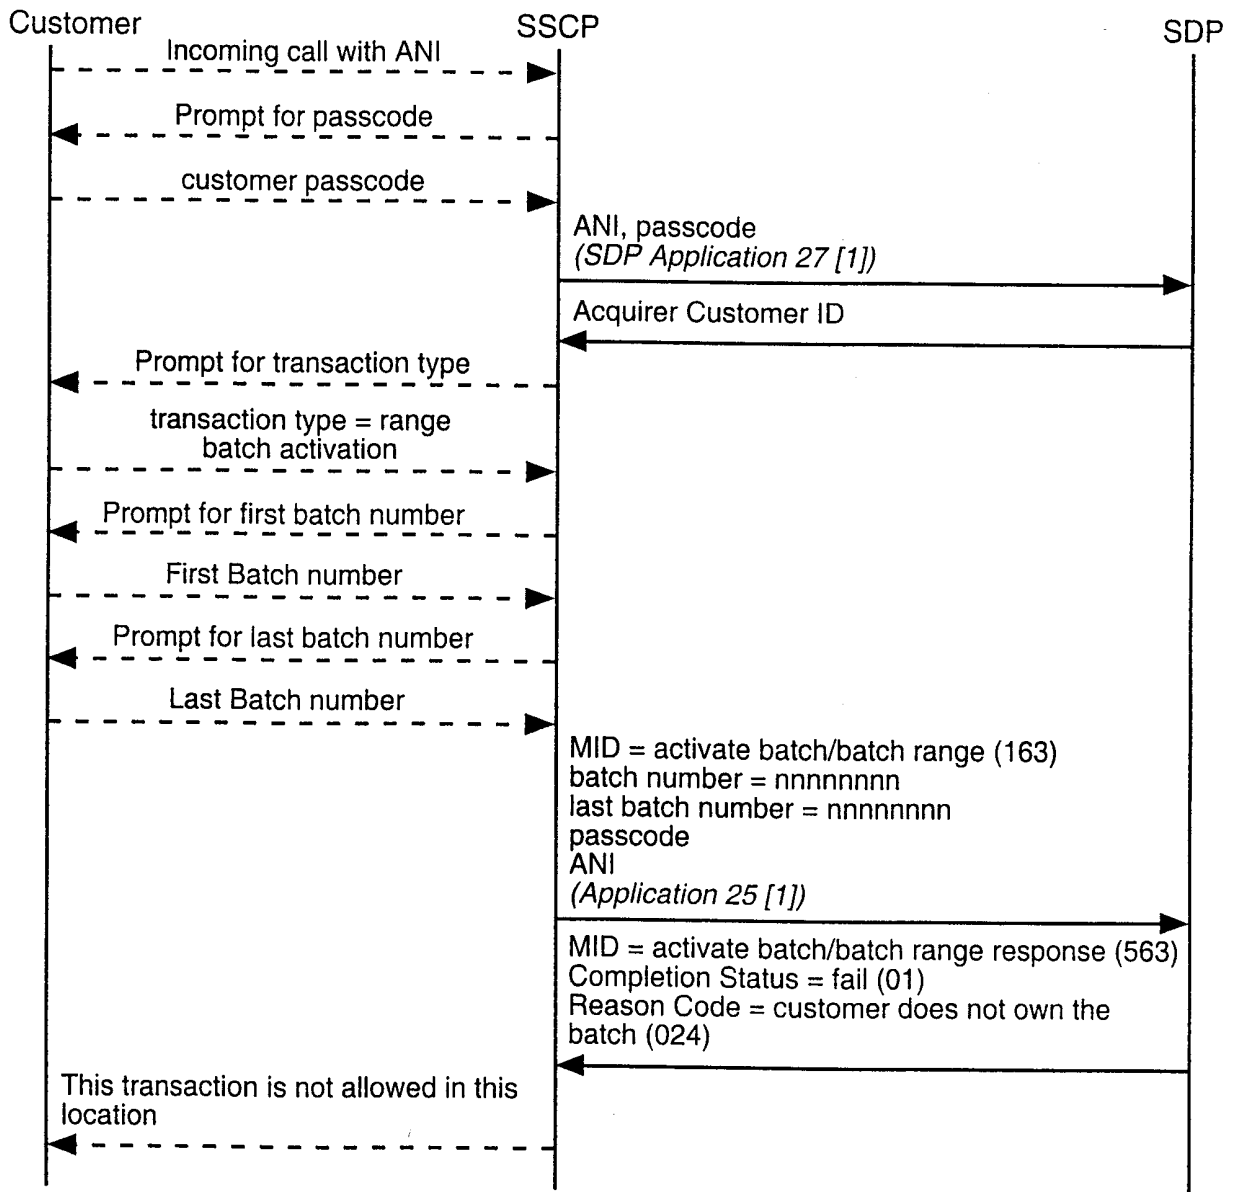 Customer
SSCP
SDP
Incoming call with ANI
Prompt for passcode
customer passcode
ANI, passcode
(SDP Application 27 [1])
Acquirer Customer ID
Prompt for transaction type
transaction type = range
batch activation
Prompt for first batch number
First Batch number
Prompt for last batch number
Last Batch number
MID = activate batch/batch range (163)
batch number = nnnnnnnn
last batch number = nnnnnnnn
passcode
ANI
(Application 25 [1])
MID = activate batch/batch range response (563)
Completion Status = fail (01)
Reason Code = customer does not own the
batch (024)
This transaction is not allowed in this
location